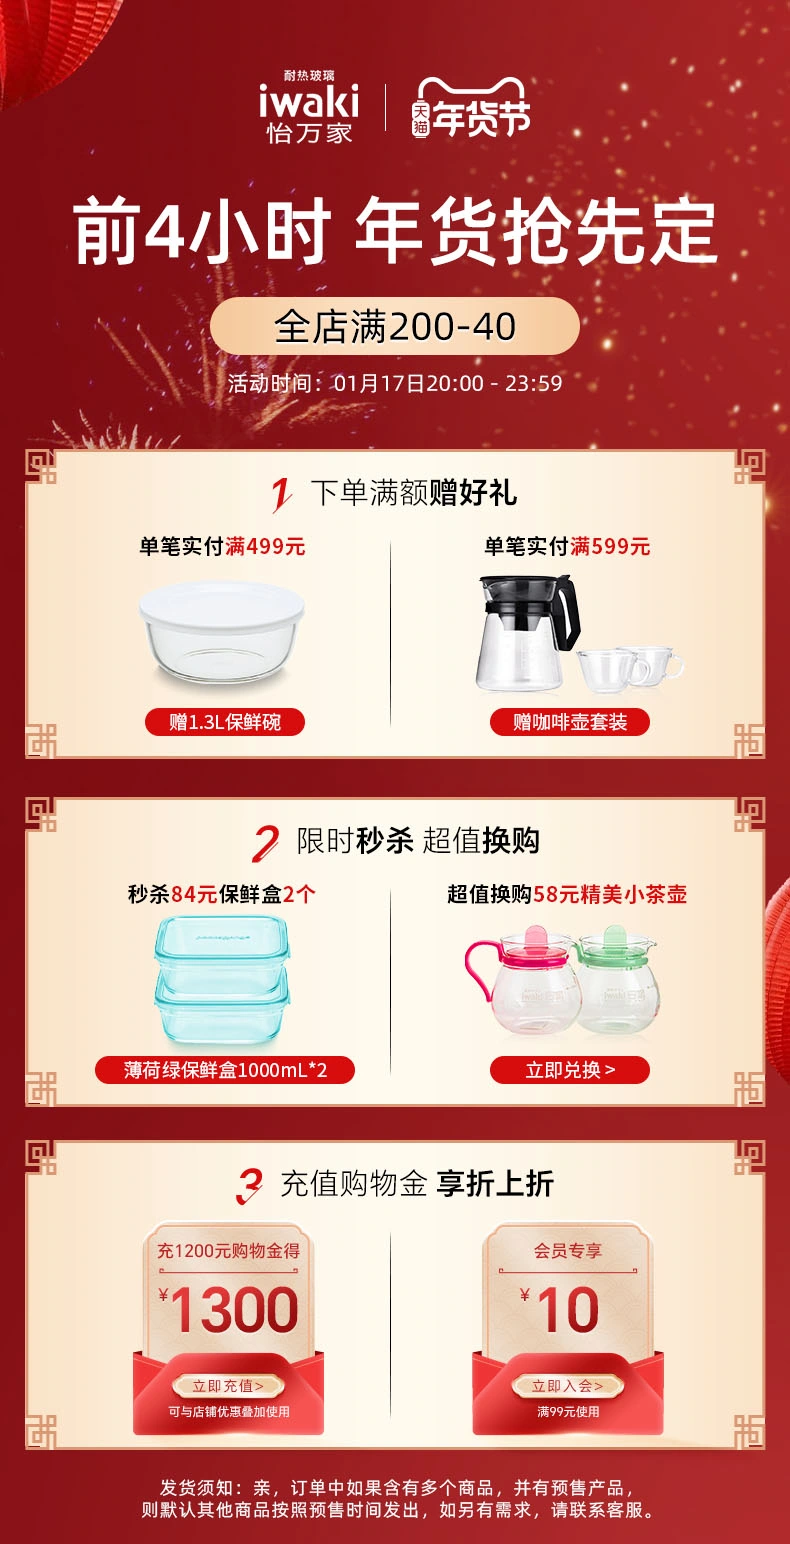 耐热玻璃
iwaki
怡万家
天猫
年货节
前4小时 年货抢先定
全店满200-40
活动时间：01月17日20:00 - 23:59
1 下单满额赠好礼
单笔实付满499元
单笔实付满599元
赠1.3L保鲜碗
赠咖啡壶套装
2 限时秒杀 超值换购
秒杀84元保鲜盒2个
超值换购58元精美小茶壶
薄荷绿保鲜盒1000mL*2
立即兑换 >
3 充值购物金 享折上折
充1200元购物金得
¥1300
立即充值>
可与店铺优惠叠加使用
会员专享
¥10
立即入会>
满99元使用
发货须知：亲，订单中如果含有多个商品，并有预售产品，
则默认其他商品按照预售时间发出，如另有需求，请联系客服。